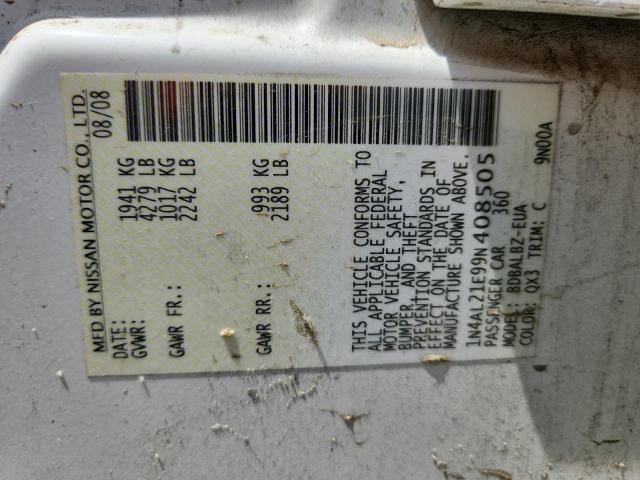 MFD BY NISSAN MOTOR CO., LTD.
DATE: 08/08
GVWR: 1941 KG
4279 LB
GAWR FR.: 1017 KG
2242 LB
GAWR RR.: 993 KG
2189 LB
THIS VEHICLE CONFORMS TO
ALL APPLICABLE FEDERAL
MOTOR VEHICLE SAFETY,
BUMPER, AND THEFT
PREVENTION STANDARDS IN
EFFECT ON THE DATE OF
MANUFACTURE SHOWN ABOVE.
1N4AL21E99N408505
PASSENGER CAR 360
MODEL: BDBALBZ-EUA
COLOR: QX3 TRIM: C 9N00A